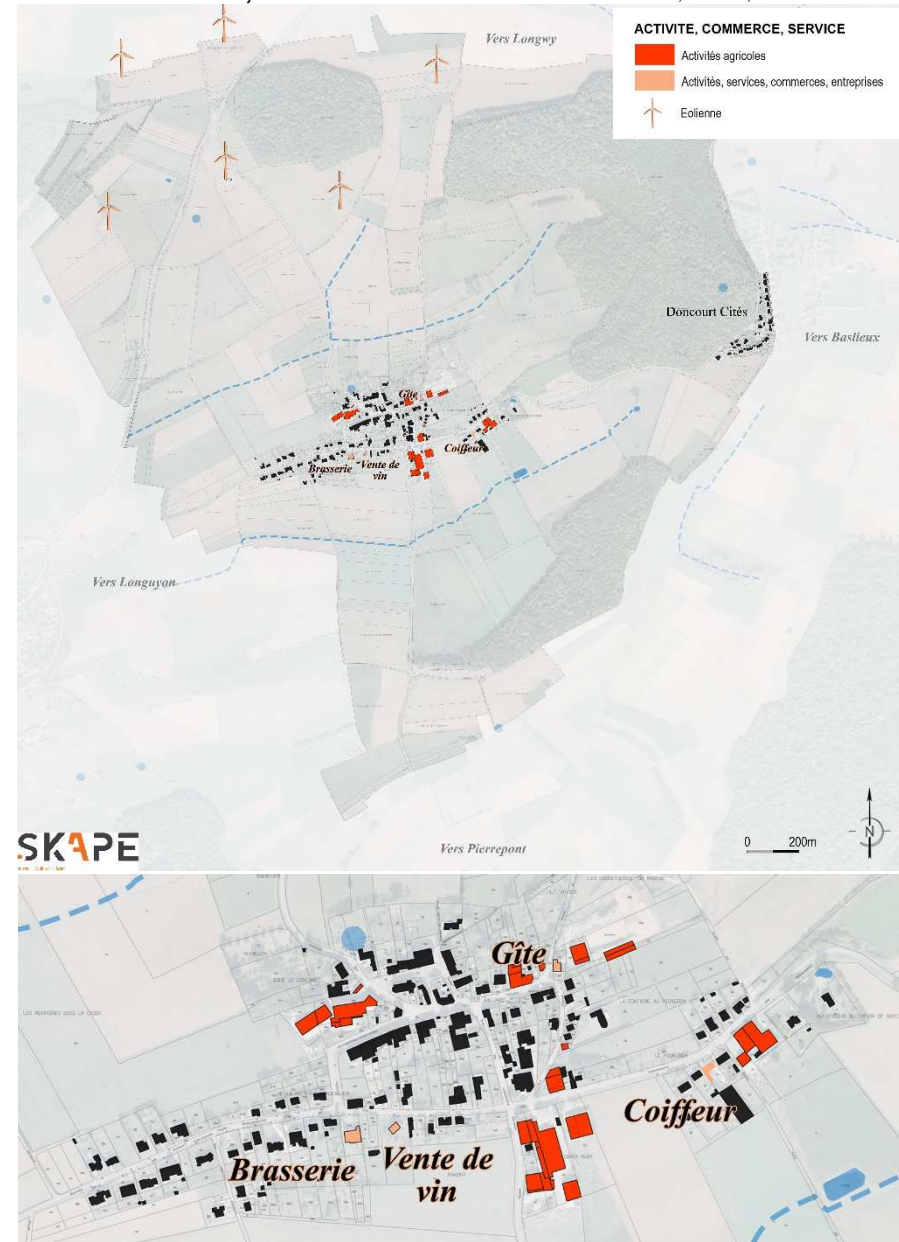 Vers Longwy
ACTIVITE, COMMERCE, SERVICE
Activités agricoles
Activités, services, commerces, entreprises
Eolienne
Doncourt Cités
Vers Baslieux
Gîte
Coiffeur
Brasserie
Vente de
vin
Vers Longuyon
SKAPE
Vers Pierrepont
0 200m
N
Gîte
Coiffeur
Brasserie
Vente de
vin